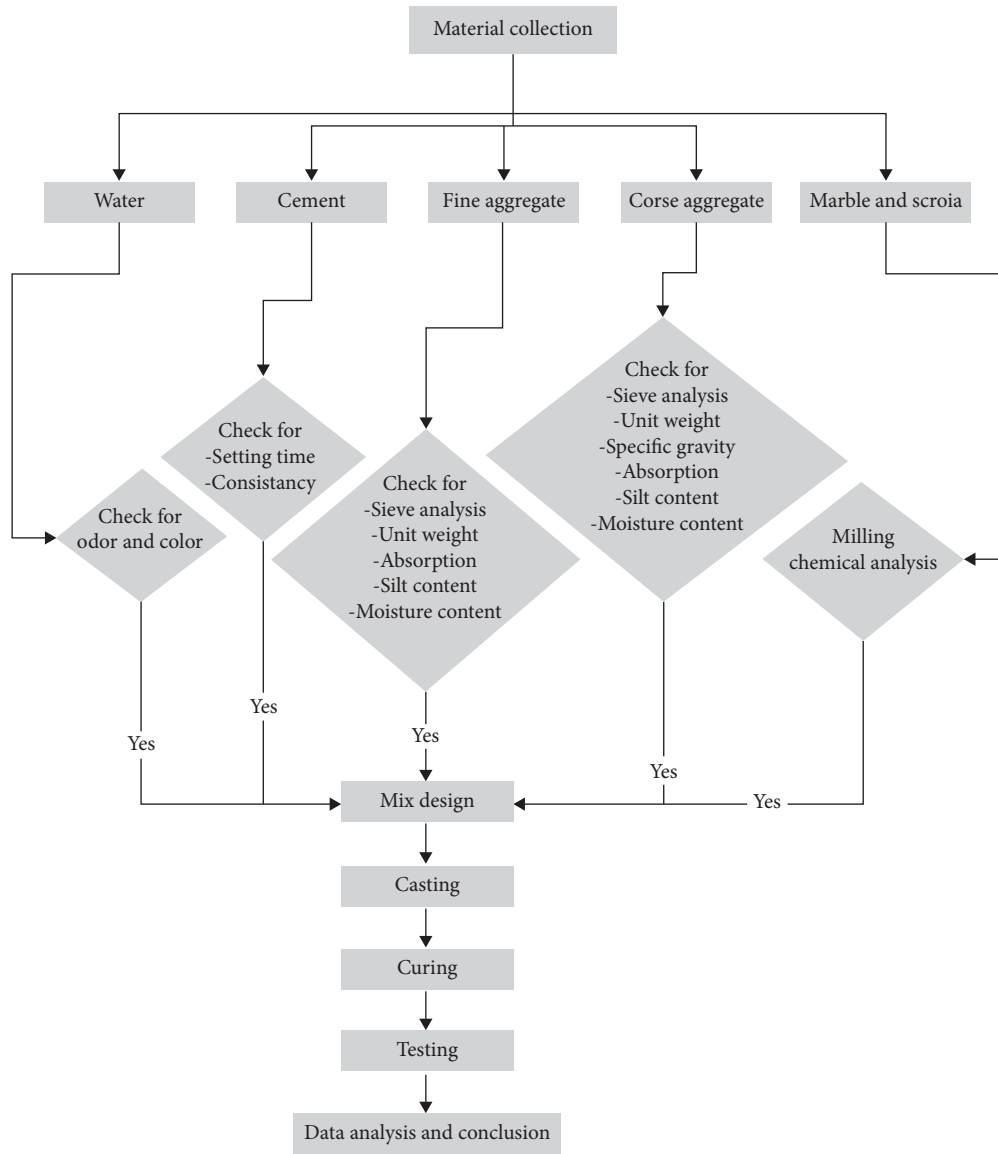 Material collection
Water
Cement
Fine aggregate
Corse aggregate
Marble and scroia
Check for
odor and color
Check for
-Setting time
-Consistancy
Check for
-Sieve analysis
-Unit weight
-Absorption
-Silt content
-Moisture content
Check for
-Sieve analysis
-Unit weight
-Specific gravity
-Absorption
-Silt content
-Moisture content
Milling
chemical analysis
Yes
Yes
Yes
Yes
Yes
Mix design
Casting
Curing
Testing
Data analysis and conclusion